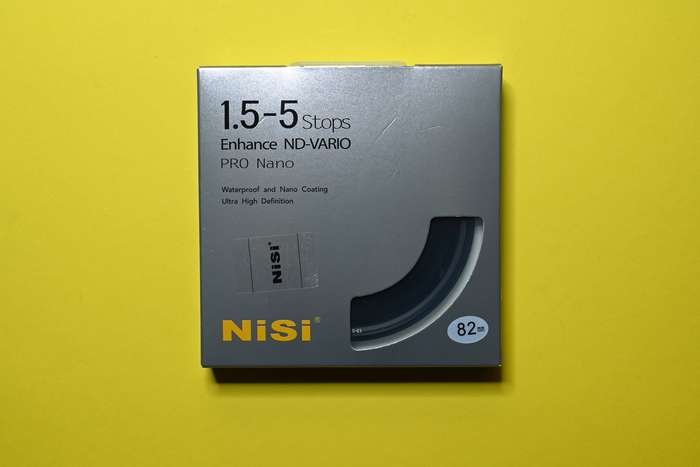 1.5-5 Stops
Enhance ND-VARIO
PRO Nano
Waterproof and Nano Coating
Ultra High Definition
NiSi
NiSi®
82mm